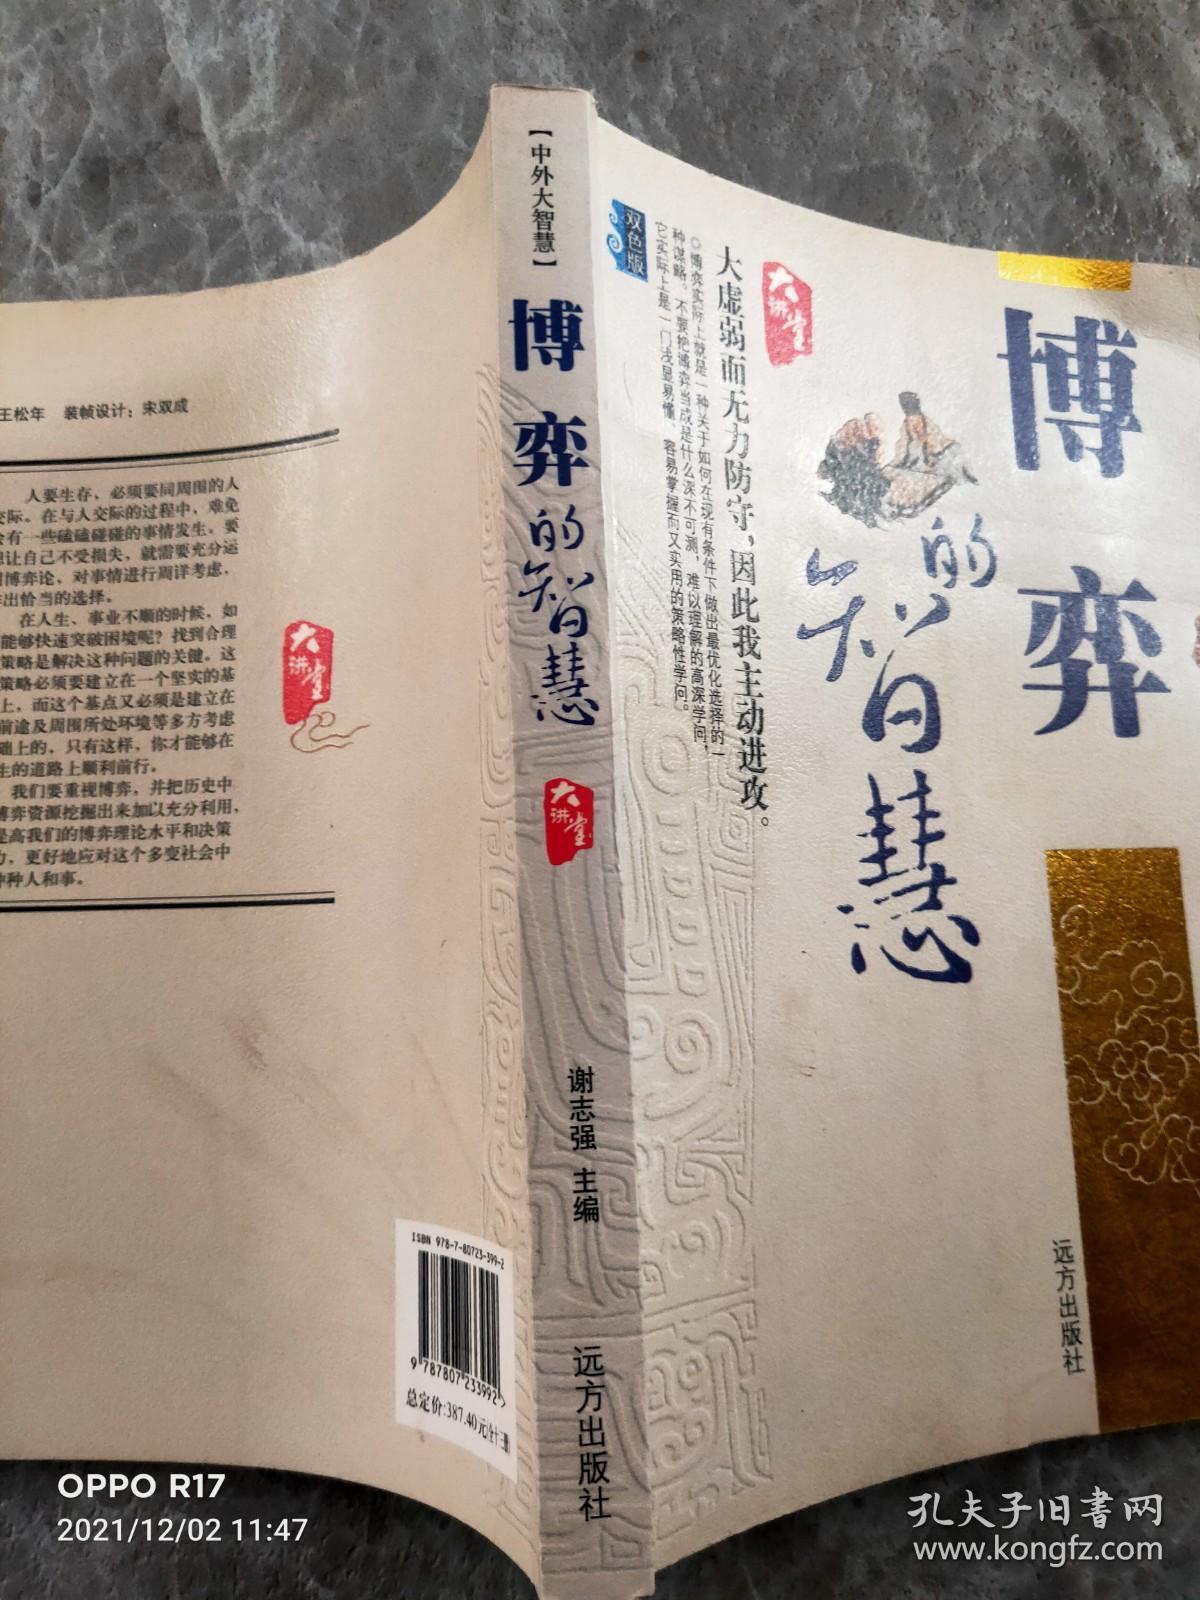 王松年 装帧设计：宋双成
人要生存、必须要同周围的人
交际。在与人交际的过程中，难免
会有一些磕磕碰碰的事情发生，要
想让自己不受损失，就需要充分运
用博弈论，对事情进行周详考虑，
作出恰当的选择。
在人生、事业不顺的时候，如
能够快速突破困境呢？找到合理
策略是解决这种问题的关键。这
策略必须要建立在一个坚实的基
上，而这个基点又必须是建立在
前途及周围所处环境等多方考虑
础上的，只有这样，你才能够在
生的道路上顺利前行。
我们要重视博弈，并把历史中
博弈资源挖掘出来加以充分利用，
提高我们的博弈理论水平和决策
力，更好地应对这个多变社会中
种种人和事。
大讲堂
ISBN 978-7-80723-399-2
9 787807 233992>
总定价:387.40元(全十三册)
【中外大智慧】
博弈的智慧
大讲堂
谢志强 主编
远方出版社
博弈
的智慧
大讲堂
大虚弱而无力防守，因此我主动进攻。
双色版
◎博弈实际上就是一种关于如何在现有条件下做出最优化选择的一
种谋略。不要把博弈当成是什么深不可测，难以理解的高深学问，
它实际上是一门浅显易懂、容易掌握而又实用的策略性学问。
远方出版社
OPPO R17
2021/12/02 11:47
孔夫子旧书网
www.kongfz.com